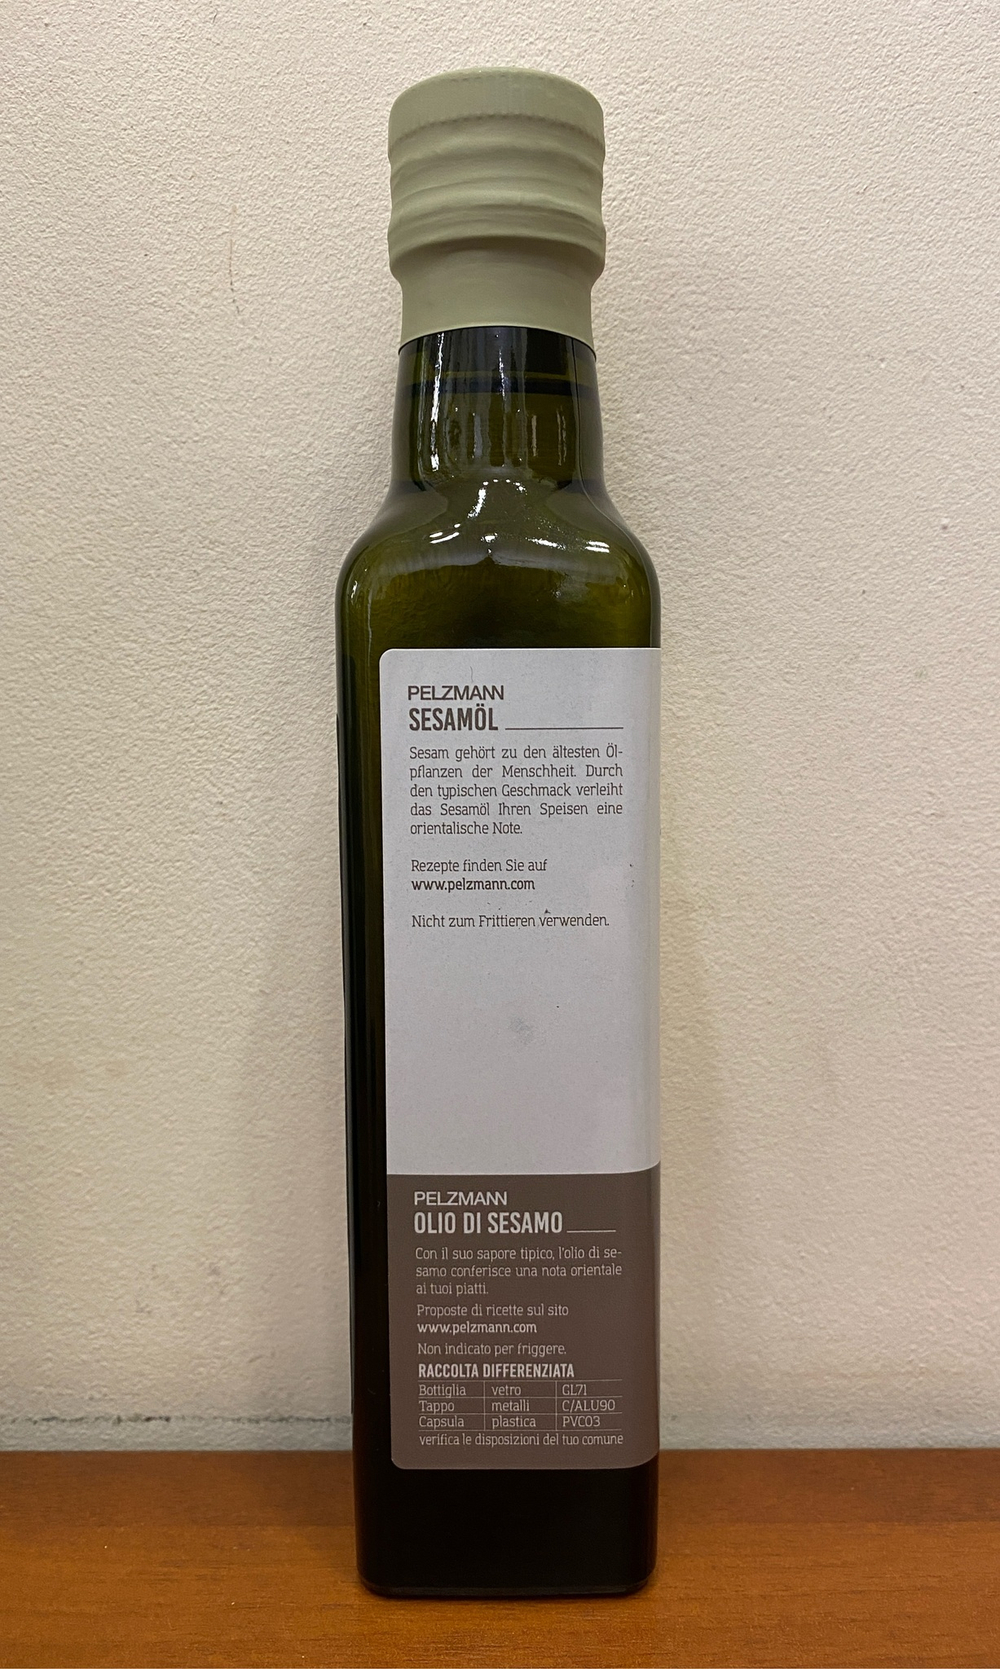 PELZMANN
SESAMÖL
Sesam gehört zu den ältesten Öl-
pflanzen der Menschheit. Durch
den typischen Geschmack verleiht
das Sesamöl Ihren Speisen eine
orientalische Note.
Rezepte finden Sie auf
www.pelzmann.com
Nicht zum Frittieren verwenden.
PELZMANN
OLIO DI SESAMO
Con il suo sapore tipico, l'olio di se-
samo conferisce una nota orientale
ai tuoi piatti.
Proposte di ricette sul sito
www.pelzmann.com
Non indicato per friggere.
RACCOLTA DIFFERENZIATA
Bottiglia vetro GL71
Tappo metalli C/ALU90
Capsula plastica PVC03
verifica le disposizioni del tuo comune